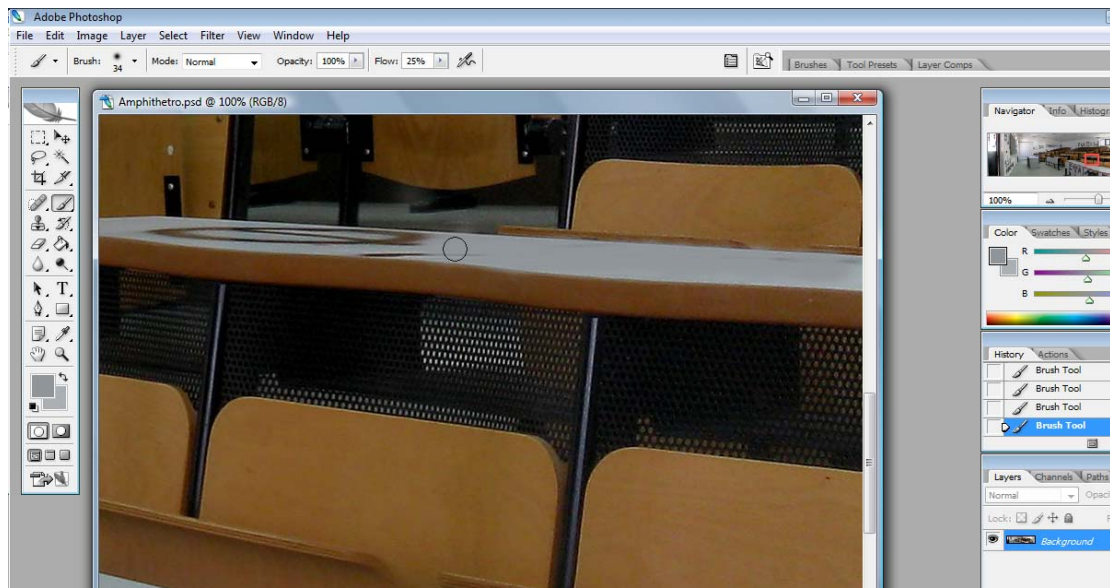 Adobe Photoshop
File Edit Image Layer Select Filter View Window Help
Brush: 34 Mode: Normal Opacity: 100% Flow: 25%
Brushes Tool Presets Layer Comps
Amphithetro.psd @ 100% (RGB/8)
Navigator Info Histogr
100%
Color Swatches Styles
R
G
B
History Actions
Brush Tool
Brush Tool
Brush Tool
Brush Tool
Layers Channels Paths
Normal Opaci
Lock: F
Background